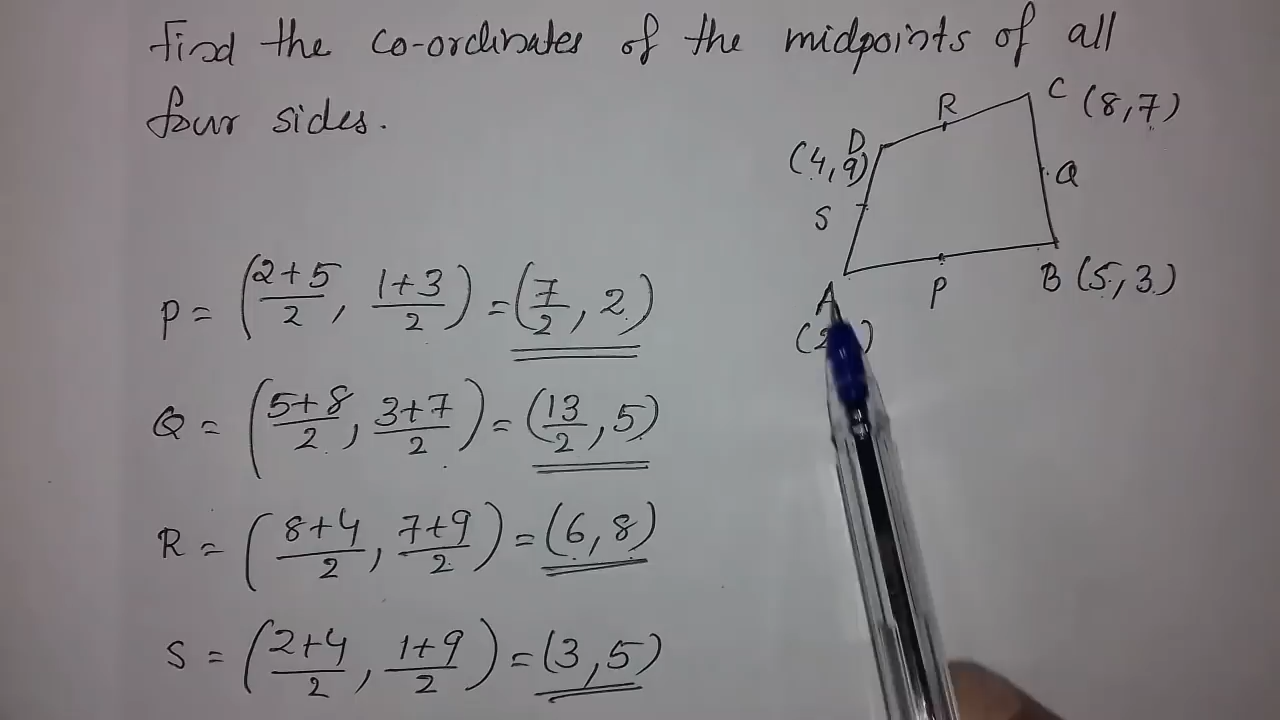 Find the co-ordinates of the midpoints of all
four sides.
R
C (8,7)
D
(4,9)
Q
S
P
B (5,3)
A
(2 )
P = (2+5/2, 1+3/2) = (7/2, 2)
Q = (5+8/2, 3+7/2) = (13/2, 5)
R = (8+4/2, 7+9/2) = (6, 8)
S = (2+4/2, 1+9/2) = (3, 5)